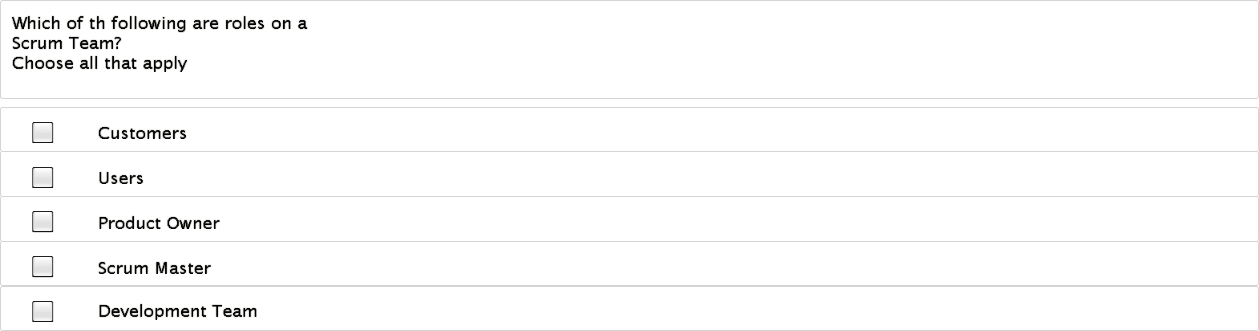 Which of th following are roles on a
Scrum Team?
Choose all that apply
Customers
Users
Product Owner
Scrum Master
Development Team